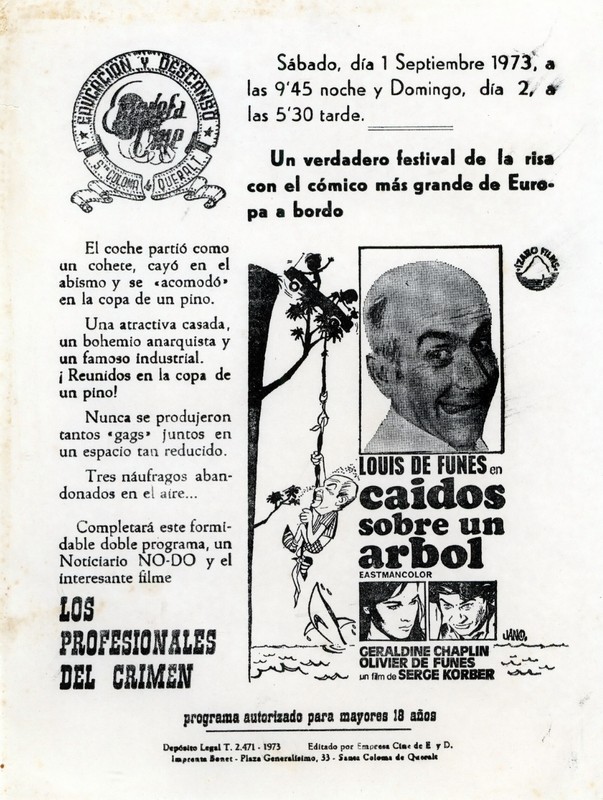 EDUCACION Y DESCANSO
STA COLOMA de QUERALT
Sábado, día 1 Septiembre 1973, a
las 9'45 noche y Domingo, día 2, a
las 5'30 tarde.
Un verdadero festival de la risa
con el cómico más grande de Euro-
pa a bordo
El coche partió como
un cohete, cayó en el
abismo y se «acomodó»
en la copa de un pino.
Una atractiva casada,
un bohemio anarquista y
un famoso industrial.
¡Reunidos en la copa de
un pino!
Nunca se produjeron
tantos «gags» juntos en
un espacio tan reducido.
Tres náufragos aban-
donados en el aire...
Completará este formi-
dable doble programa, un
Noticiario NO-DO y el
interesante filme
LOS
PROFESIONALES
DEL CRIMEN
IZARO FILMS
LOUIS DE FUNES en
caidos
sobre un
arbol
EASTMANCOLOR
JANO
GERALDINE CHAPLIN
OLIVIER DE FUNES
un film de SERGE KORBER
programa autorizado para mayores 18 años
Depósito Legal T. 2.471 - 1973 Editado por Empresa Cine de E. y D.
Imprenta Bonet - Plaza Generalísimo, 33 - Santa Coloma de Queralt